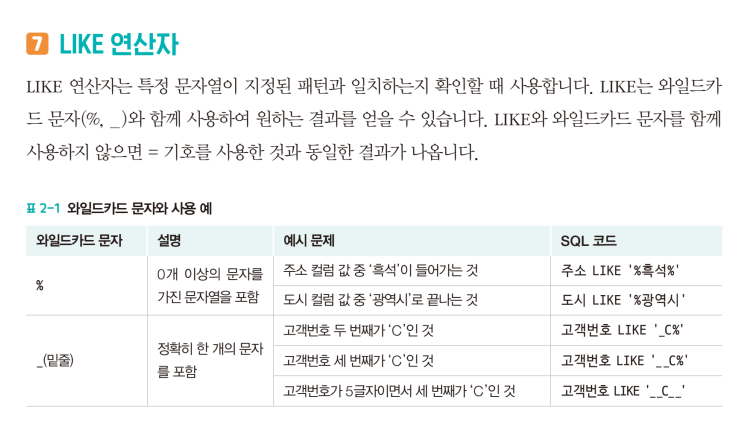 7 LIKE 연산자
LIKE 연산자는 특정 문자열이 지정된 패턴과 일치하는지 확인할 때 사용합니다. LIKE는 와일드카
드 문자(%, _)와 함께 사용하여 원하는 결과를 얻을 수 있습니다. LIKE와 와일드카드 문자를 함께
사용하지 않으면 = 기호를 사용한 것과 동일한 결과가 나옵니다.
표 2-1 와일드카드 문자와 사용 예
와일드카드 문자 설명 예시 문제 SQL 코드
%
0개 이상의 문자를
가진 문자열을 포함
주소 컬럼 값 중 ‘흑석’이 들어가는 것 주소 LIKE '%흑석%'
도시 컬럼 값 중 ‘광역시’로 끝나는 것 도시 LIKE '%광역시'
_(밑줄)
정확히 한 개의 문자
를 포함
고객번호 두 번째가 ‘C’인 것 고객번호 LIKE '_C%'
고객번호 세 번째가 ‘C’인 것 고객번호 LIKE '__C%'
고객번호가 5글자이면서 세 번째가 ‘C’인 것 고객번호 LIKE '__C__'